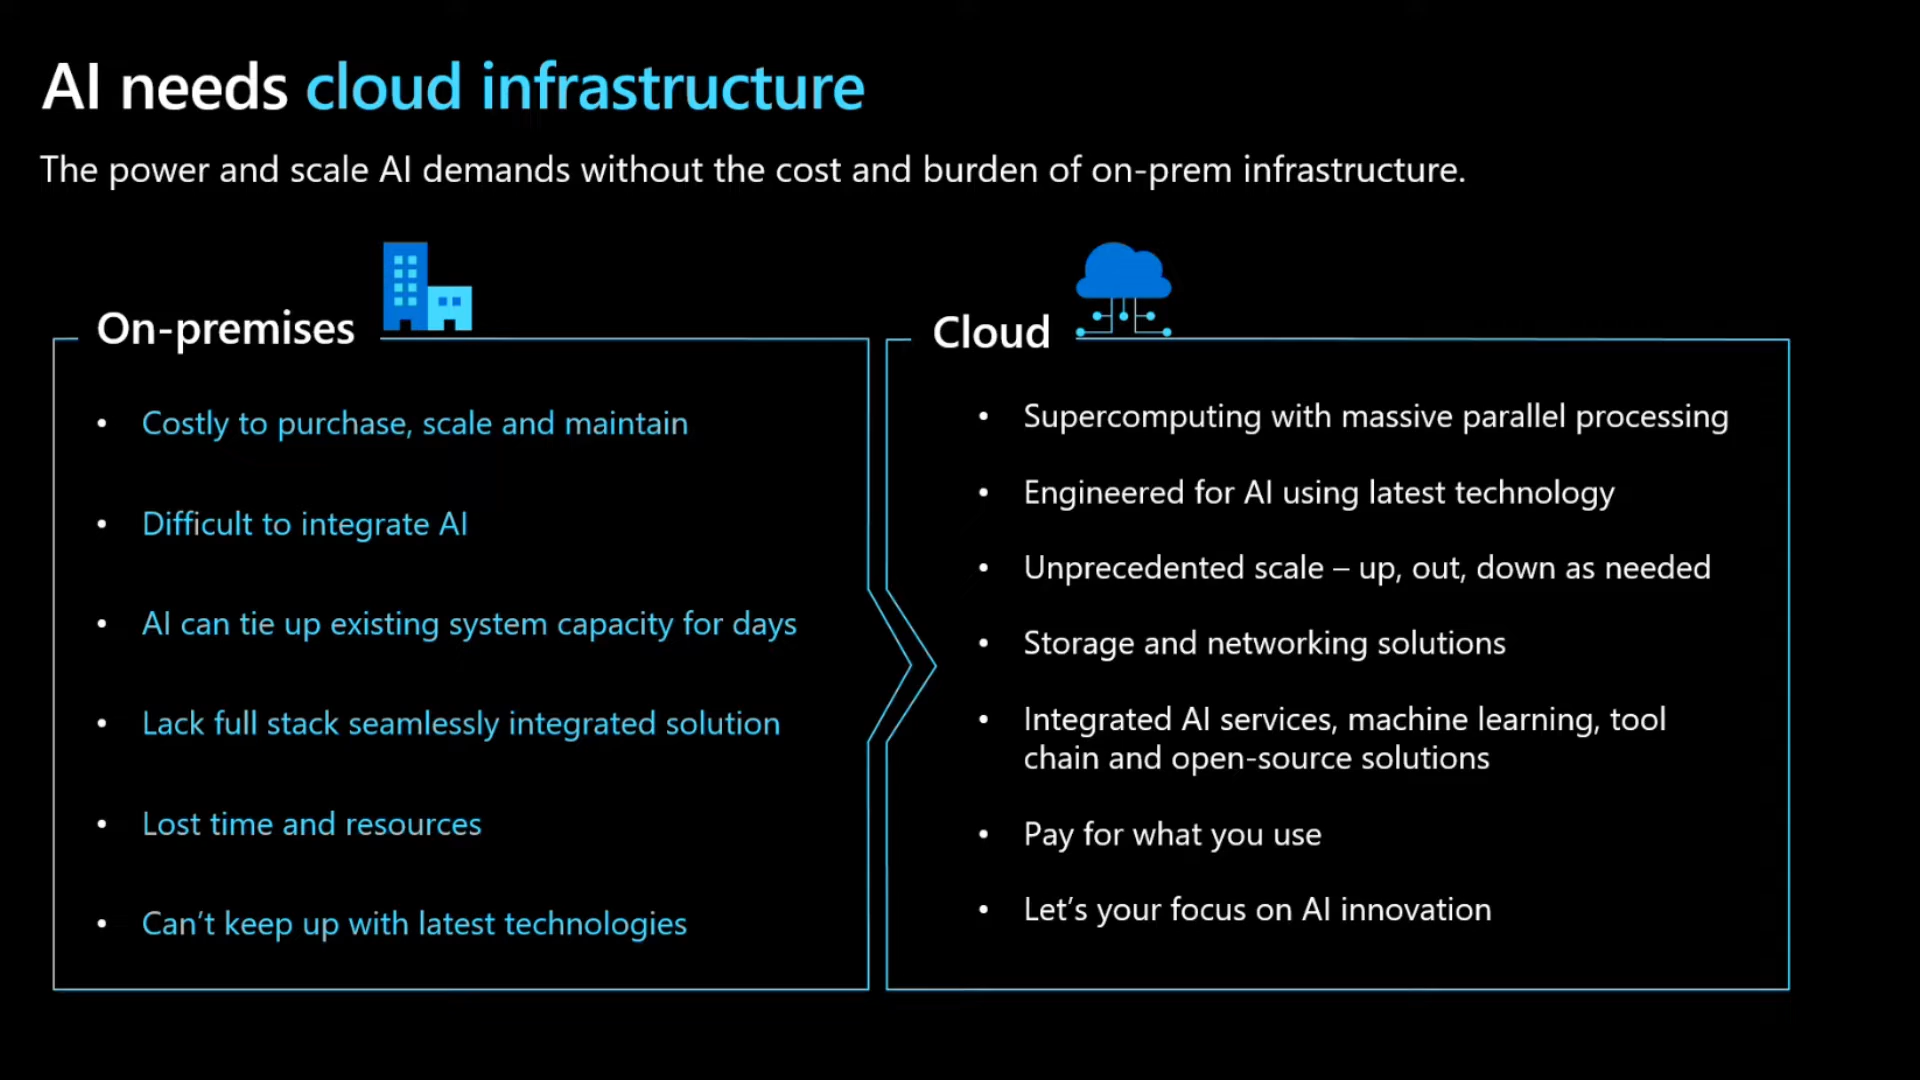 AI needs cloud infrastructure
The power and scale AI demands without the cost and burden of on-prem infrastructure.
On-premises
• Costly to purchase, scale and maintain
• Difficult to integrate AI
• AI can tie up existing system capacity for days
• Lack full stack seamlessly integrated solution
• Lost time and resources
• Can’t keep up with latest technologies
Cloud
• Supercomputing with massive parallel processing
• Engineered for AI using latest technology
• Unprecedented scale – up, out, down as needed
• Storage and networking solutions
• Integrated AI services, machine learning, tool
chain and open-source solutions
• Pay for what you use
• Let’s your focus on AI innovation